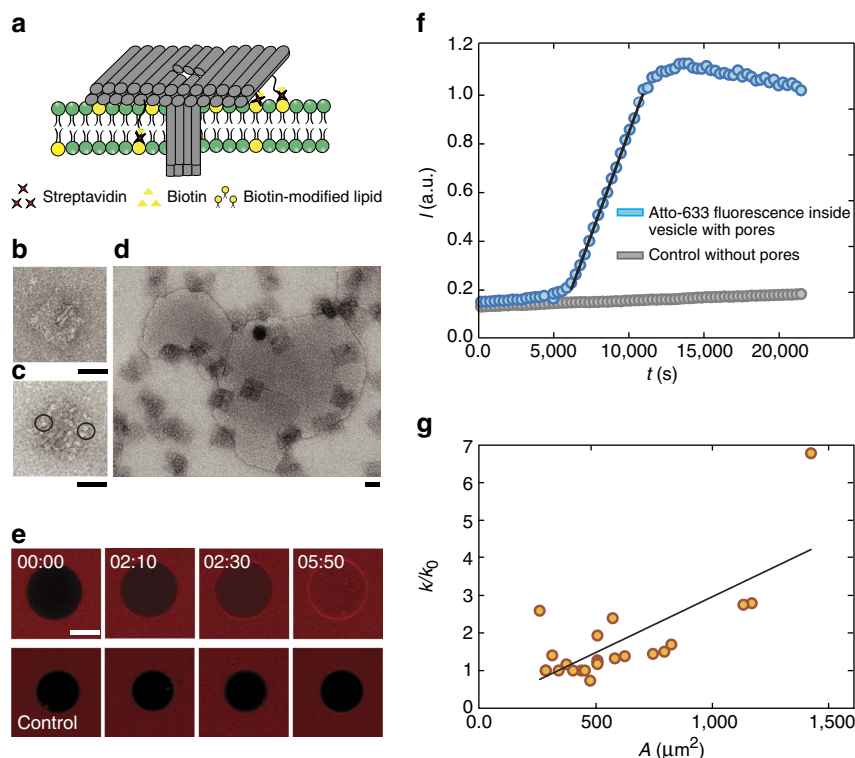 a
Streptavidin
Biotin
Biotin-modified lipid
b
c
d
e
00:00
02:10
02:30
05:50
Control
f
1.2
1.0
0.8
0.6
0.4
0.2
0.0
I (a.u.)
Atto-633 fluorescence inside
vesicle with pores
Control without pores
0.0
5,000
10,000
15,000
20,000
t (s)
g
7
6
5
4
3
2
1
0
k/k0
0.0
500
1,000
1,500
A (μm²)